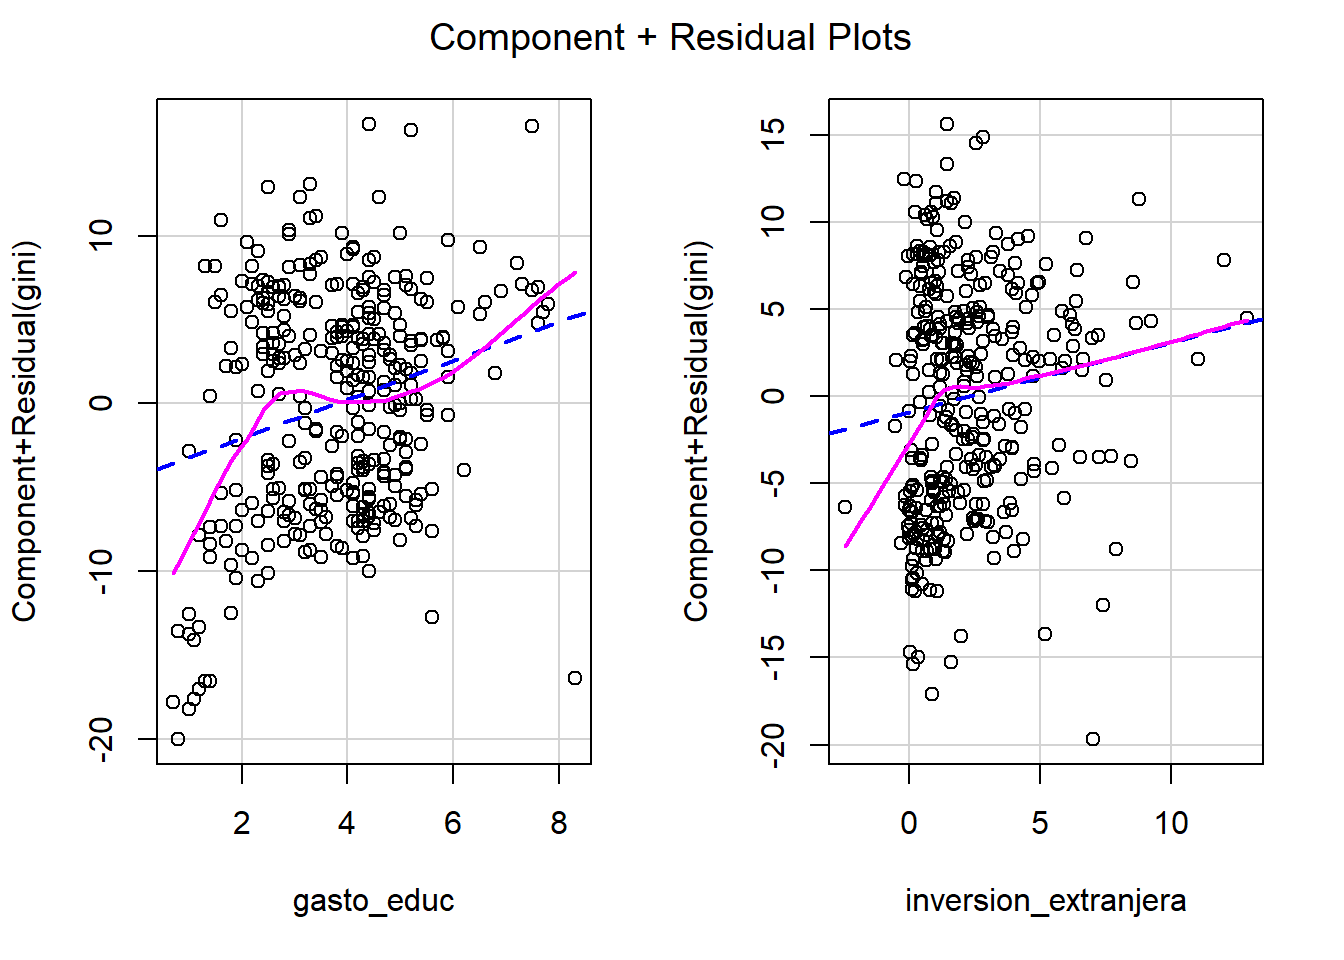 Component + Residual Plots
Component+Residual(gini)
10
0
-10
-20
2 4 6 8
gasto_educ
Component+Residual(gini)
15
10
5
0
-5
-10
-15
-20
0 5 10
inversion_extranjera